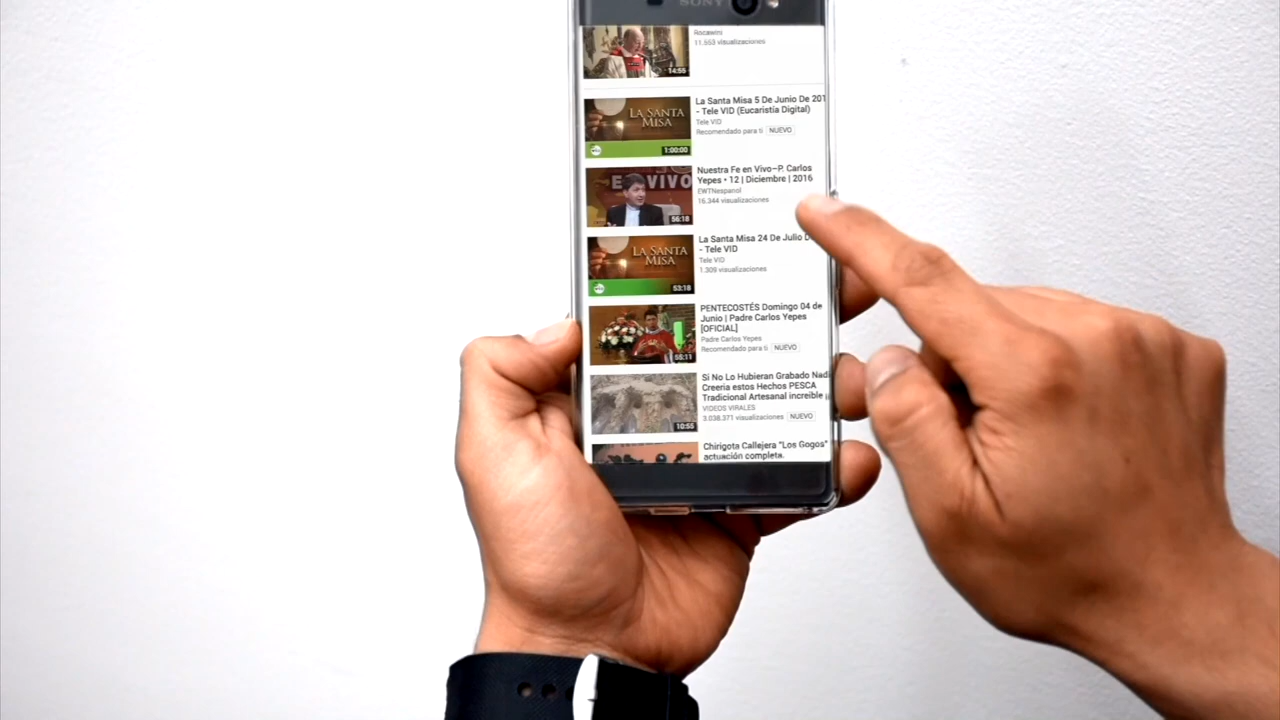 SONY
Rocawini
11.553 visualizaciones
14:55
La Santa Misa 5 De Junio De 201
- Tele VID (Eucaristía Digital)
Tele VID
Recomendado para ti NUEVO
LA SANTA
MISA
1:00:00
Nuestra Fe en Vivo–P. Carlos
Yepes • 12 | Diciembre | 2016
EWTNespanol
16.344 visualizaciones
VIVO
56:18
La Santa Misa 24 De Julio D
- Tele VID
Tele VID
1.309 visualizaciones
LA SANTA
MISA
53:18
PENTECOSTÉS Domingo 04 de
Junio | Padre Carlos Yepes
[OFICIAL]
Padre Carlos Yepes
Recomendado para ti NUEVO
55:11
Si No Lo Hubieran Grabado Nadi
Creeria estos Hechos PESCA
Tradicional Artesanal increible ¡¡
VIDEOS VIRALES
3.038.371 visualizaciones NUEVO
10:55
Chirigota Callejera "Los Gogos"
actuación completa.